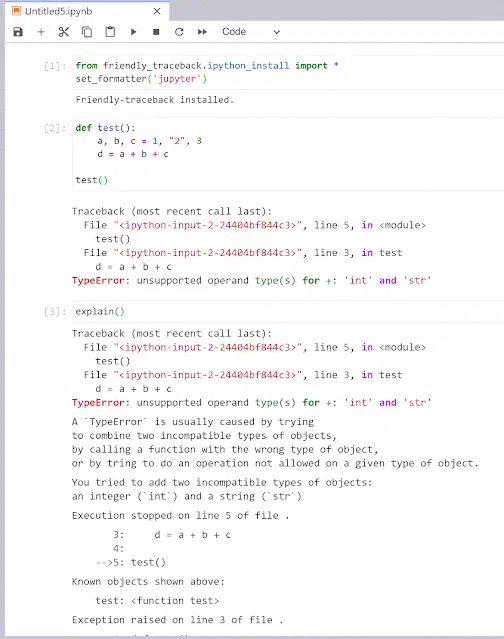 Untitled5.ipynb
Code
[1]: from friendly_traceback.ipython_install import *
set_formatter('jupyter')
Friendly-traceback installed.
[2]: def test():
a, b, c = 1, "2", 3
d = a + b + c
test()
Traceback (most recent call last):
File "<ipython-input-2-24404bf844c3>", line 5, in <module>
test()
File "<ipython-input-2-24404bf844c3>", line 3, in test
d = a + b + c
TypeError: unsupported operand type(s) for +: 'int' and 'str'
[3]: explain()
Traceback (most recent call last):
File "<ipython-input-2-24404bf844c3>", line 5, in <module>
test()
File "<ipython-input-2-24404bf844c3>", line 3, in test
d = a + b + c
TypeError: unsupported operand type(s) for +: 'int' and 'str'
A `TypeError` is usually caused by trying
to combine two incompatible types of objects,
by calling a function with the wrong type of object,
or by tring to do an operation not allowed on a given type of object.
You tried to add two incompatible types of objects:
an integer (`int`) and a string (`str`)
Execution stopped on line 5 of file .
3: d = a + b + c
4:
-->5: test()
Known objects shown above:
test: <function test>
Exception raised on line 3 of file .